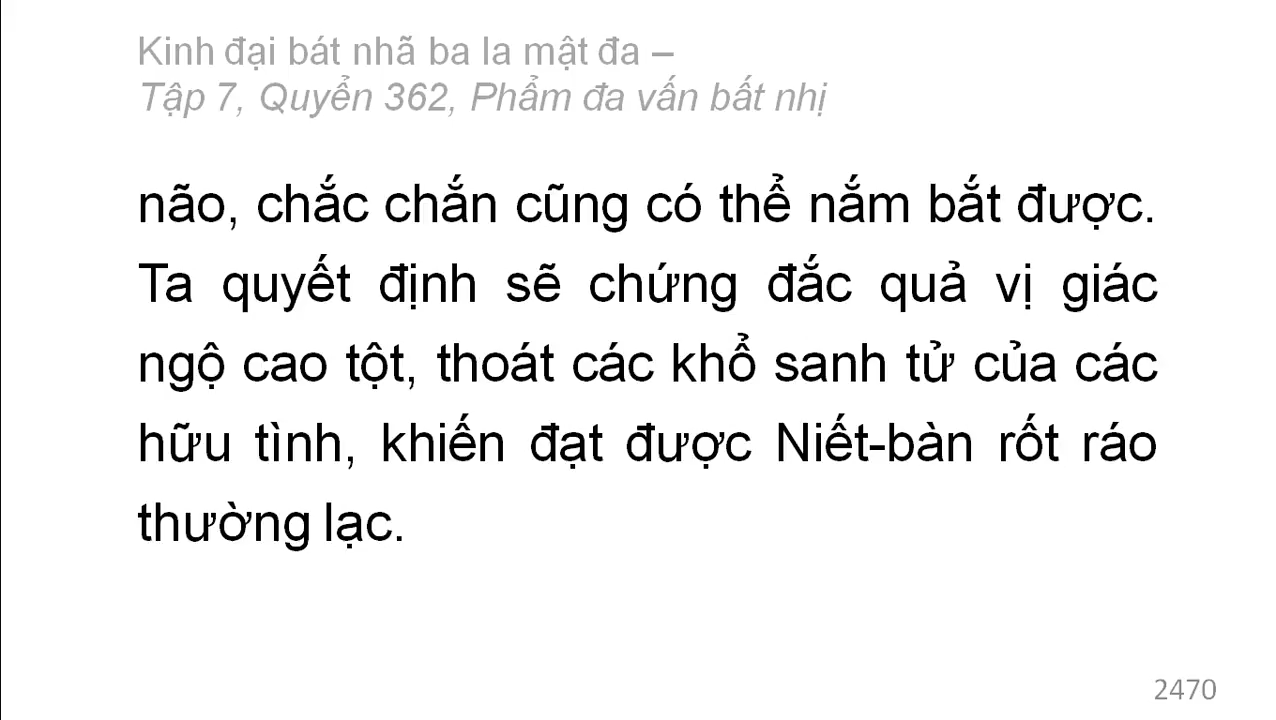 Kinh đại bát nhã ba la mật đa –
Tập 7, Quyển 362, Phẩm đa vấn bất nhị
não, chắc chắn cũng có thể nắm bắt được.
Ta quyết định sẽ chứng đắc quả vị giác
ngộ cao tột, thoát các khổ sanh tử của các
hữu tình, khiến đạt được Niết-bàn rốt ráo
thường lạc.
2470